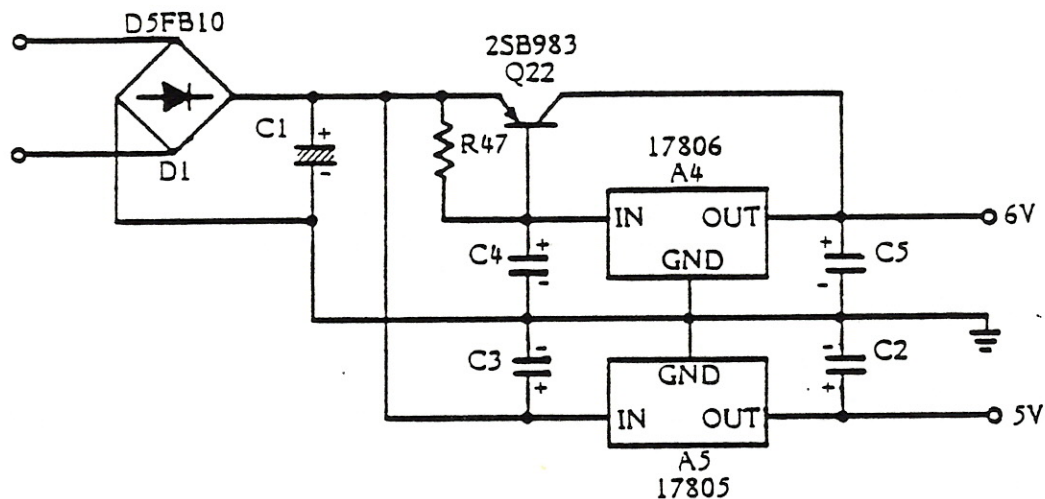 D5FB10
D1
C1
+
-
2SB983
Q22
R47
17806
A4
IN OUT
GND
6V
C4
+
-
+
C5
-
C3
-
+
-
C2
+
GND
IN OUT
5V
A5
17805